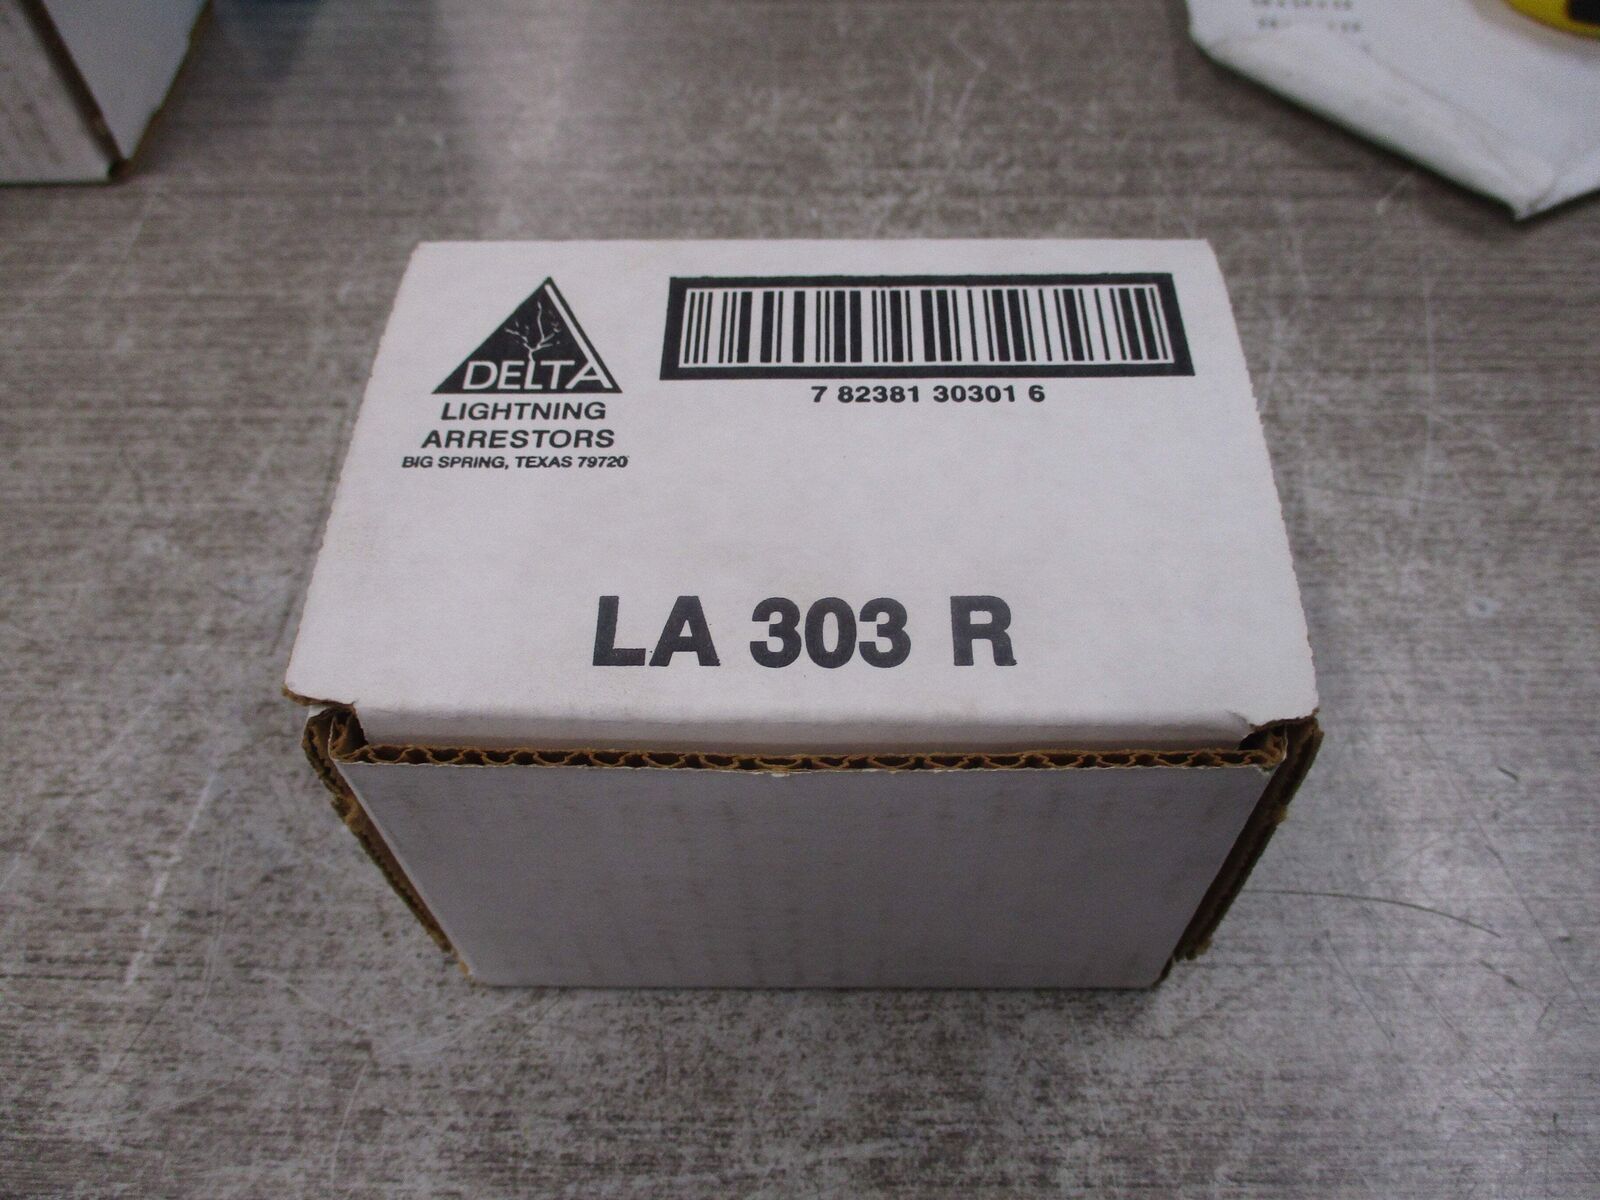 DELTA
LIGHTNING
ARRESTORS
BIG SPRING, TEXAS 79720
7 82381 30301 6
LA 303 R